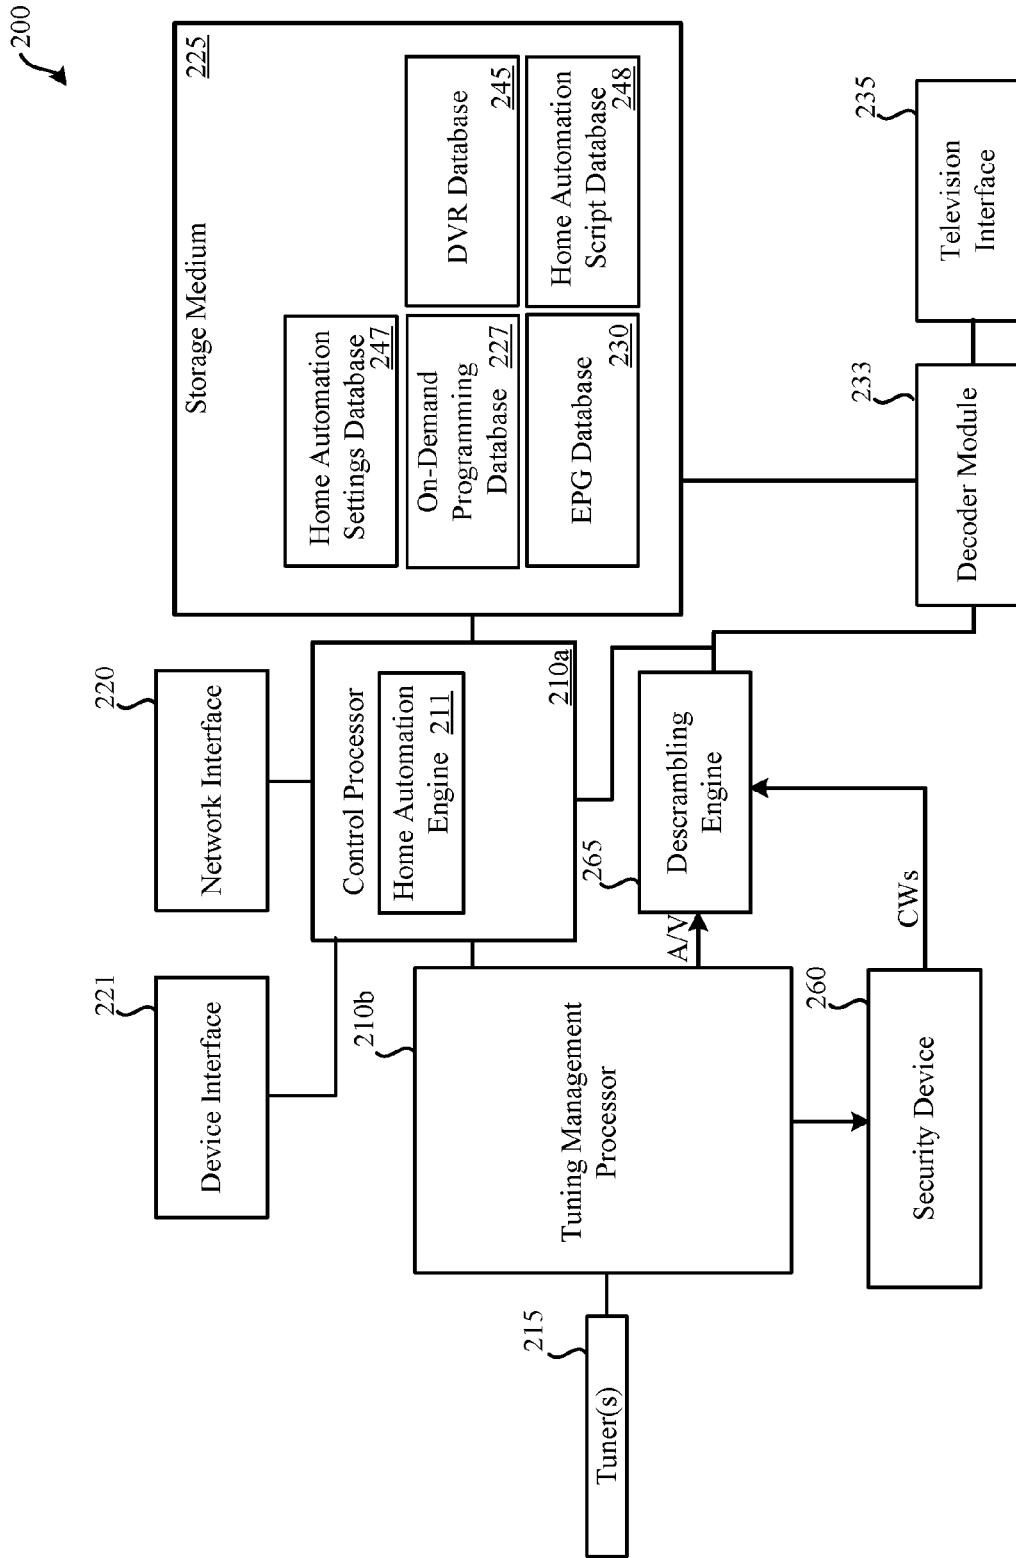 200
Storage Medium
225
Home Automation
Settings Database
247
On-Demand
Programming
Database 227
DVR Database
245
EPG Database
230
Home Automation
Script Database
248
220
Network Interface
221
Device Interface
Control Processor
Home Automation
Engine 211
210a
210b
Tuning Management
Processor
215
Tuner(s)
A/V
265
Descrambling
Engine
CWs
260
Security Device
233
Decoder Module
235
Television
Interface